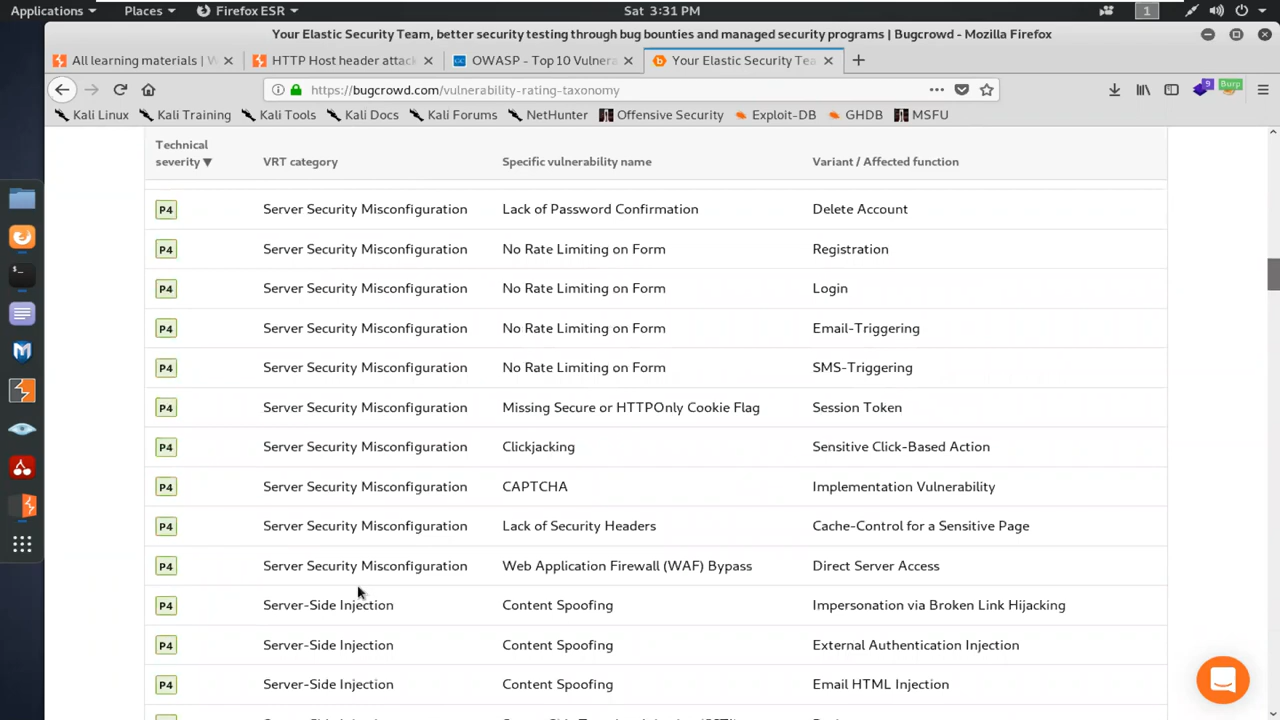 Applications Places Firefox ESR Sat 3:31 PM 1
Your Elastic Security Team, better security testing through bug bounties and managed security programs | Bugcrowd - Mozilla Firefox
All learning materials | W HTTP Host header attack OWASP - Top 10 Vulnera Your Elastic Security Tea
https://bugcrowd.com/vulnerability-rating-taxonomy 9 Burp
Kali Linux Kali Training Kali Tools Kali Docs Kali Forums NetHunter Offensive Security Exploit-DB GHDB MSFU
Technical
severity ▼ VRT category Specific vulnerability name Variant / Affected function
P4 Server Security Misconfiguration Lack of Password Confirmation Delete Account
P4 Server Security Misconfiguration No Rate Limiting on Form Registration
P4 Server Security Misconfiguration No Rate Limiting on Form Login
P4 Server Security Misconfiguration No Rate Limiting on Form Email-Triggering
P4 Server Security Misconfiguration No Rate Limiting on Form SMS-Triggering
P4 Server Security Misconfiguration Missing Secure or HTTPOnly Cookie Flag Session Token
P4 Server Security Misconfiguration Clickjacking Sensitive Click-Based Action
P4 Server Security Misconfiguration CAPTCHA Implementation Vulnerability
P4 Server Security Misconfiguration Lack of Security Headers Cache-Control for a Sensitive Page
P4 Server Security Misconfiguration Web Application Firewall (WAF) Bypass Direct Server Access
P4 Server-Side Injection Content Spoofing Impersonation via Broken Link Hijacking
P4 Server-Side Injection Content Spoofing External Authentication Injection
P4 Server-Side Injection Content Spoofing Email HTML Injection